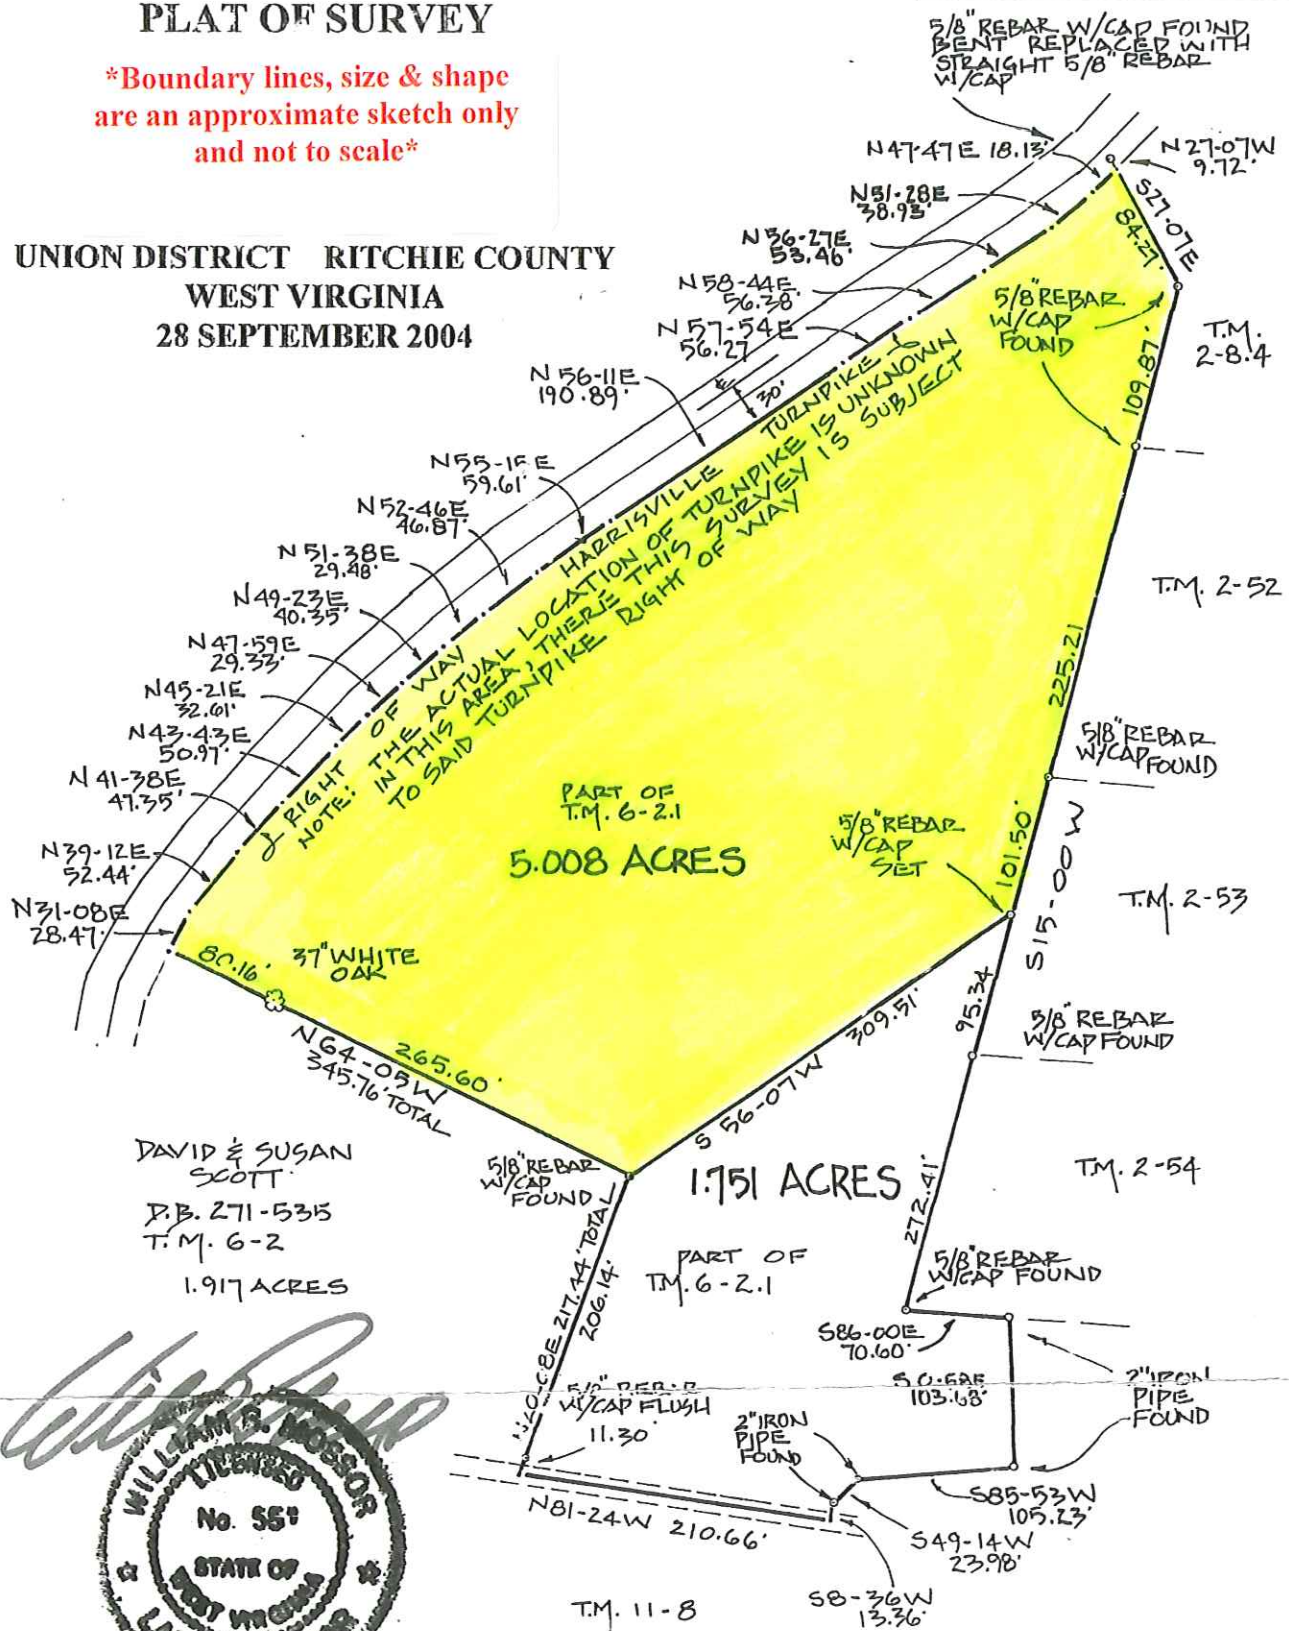 PLAT OF SURVEY
*Boundary lines, size & shape
are an approximate sketch only
and not to scale*
UNION DISTRICT RITCHIE COUNTY
WEST VIRGINIA
28 SEPTEMBER 2004
5/8" REBAR W/CAP FOUND
BENT REPLACED WITH
STRAIGHT 5/8" REBAR
W/CAP
N47-47E 18.13'
N27-07W
9.72'
N51-28E
38.93'
S27-07E
84.27'
N56-27E
53.46'
N58-44E
56.38'
N57-54E
56.27
5/8" REBAR
W/CAP
FOUND
T.M.
2-8.4
109.87'
N56-11E
190.89'
30'
N55-15E
59.61'
N52-46E
46.87'
N51-38E
29.48'
N49-23E
40.35'
N47-59E
29.33'
N45-21E
32.61'
N43-43E
50.97'
N41-38E
47.35'
N39-12E
52.44'
N31-08E
28.47'
HARRISVILLE TURNPIKE &
RIGHT OF WAY
NOTE: THE ACTUAL LOCATION OF TURNPIKE IS UNKNOWN
IN THIS AREA, THERE THIS SURVEY IS SUBJECT
TO SAID TURNPIKE RIGHT OF WAY
T.M. 2-52
225.21
5/8" REBAR
W/CAP FOUND
PART OF
T.M. 6-2.1
5.008 ACRES
5/8" REBAR
W/CAP
SET
101.50'
S15-00W
T.M. 2-53
80.16'
37" WHITE
OAK
N64-05W
265.60'
345.76' TOTAL
309.51'
S 56-07W
95.34
5/8" REBAR
W/CAP FOUND
DAVID & SUSAN
SCOTT
D.B. 271-535
T.M. 6-2
1.917 ACRES
5/8" REBAR
W/CAP
FOUND
1.751 ACRES
T.M. 2-54
272.41'
PART OF
T.M. 6-2.1
217.44' TOTAL
206.14'
5/8" REBAR
W/CAP FOUND
S86-00E
70.60'
103.68'
2" IRON
PIPE
FOUND
W/CAP FLUSH
11.30'
2" IRON
PIPE
FOUND
S85-53W
105.23'
N81-24W 210.66'
S49-14W
23.98'
S8-36W
13.36'
T.M. 11-8
WILLIAM S. MOSSOR
LICENSED
No.
STATE OF
WEST VIRGINIA